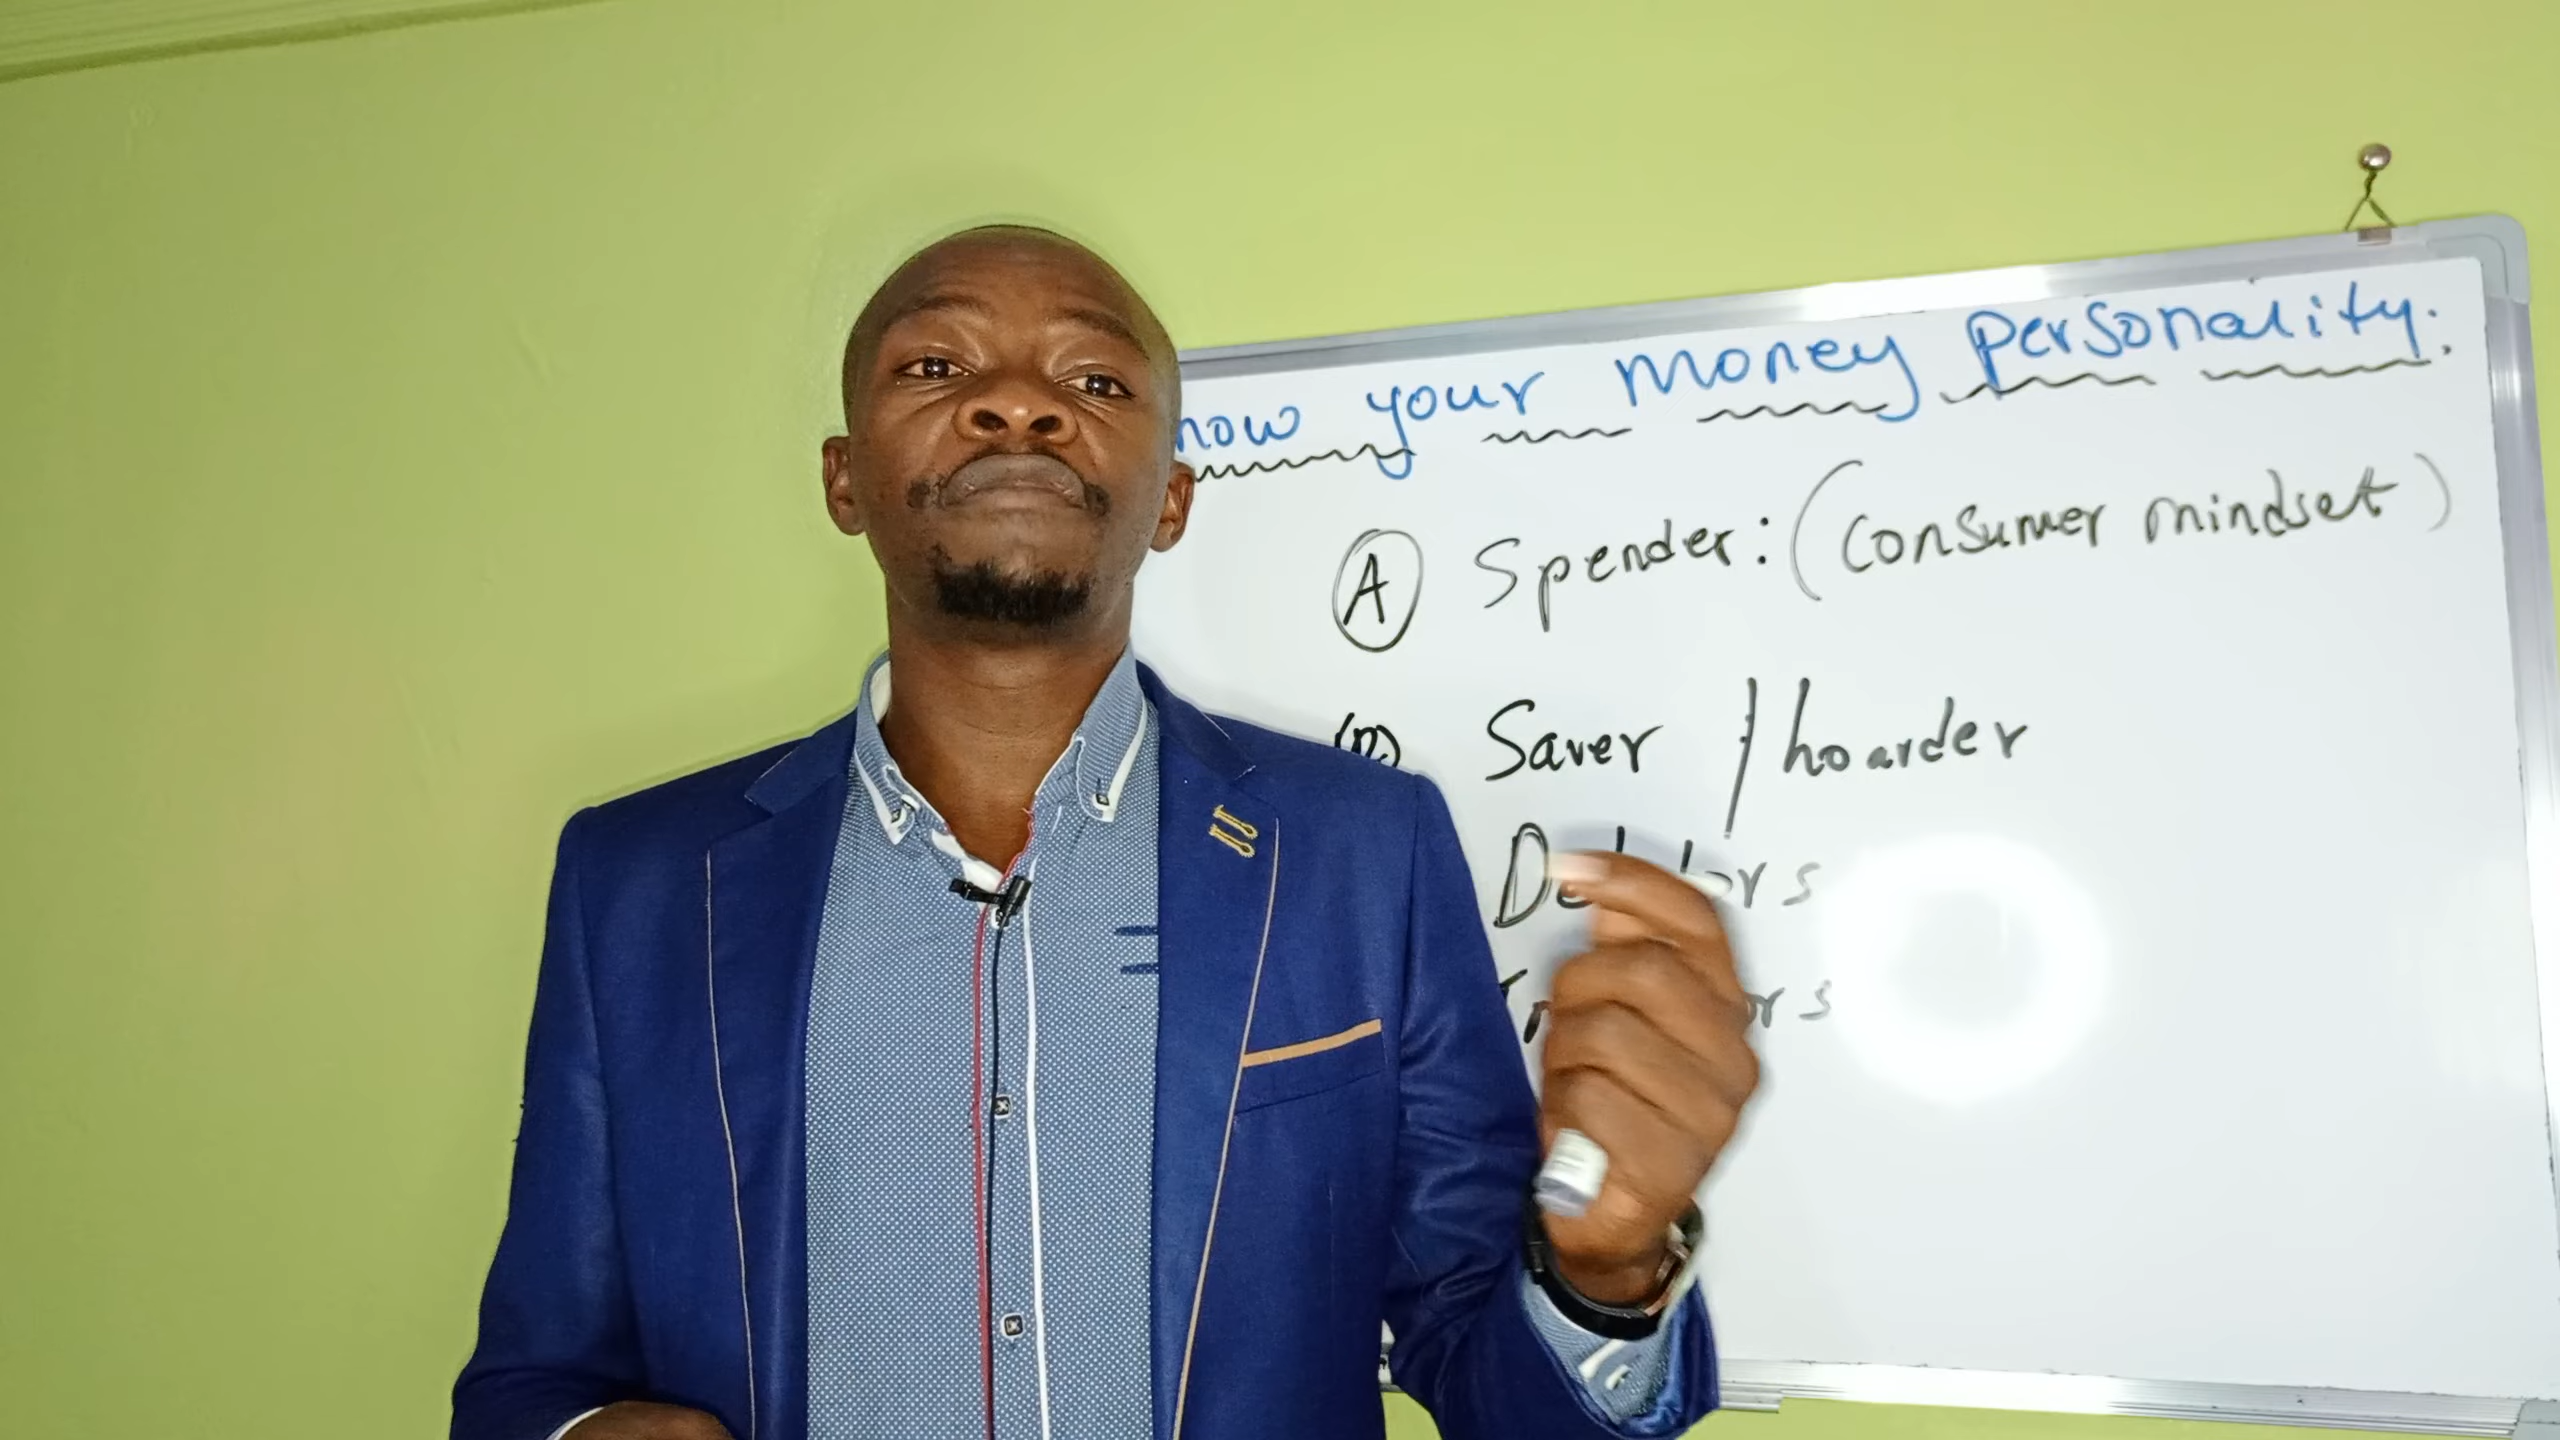 now your money personality.
A Spender: (consumer mindset)
Saver / hoarder